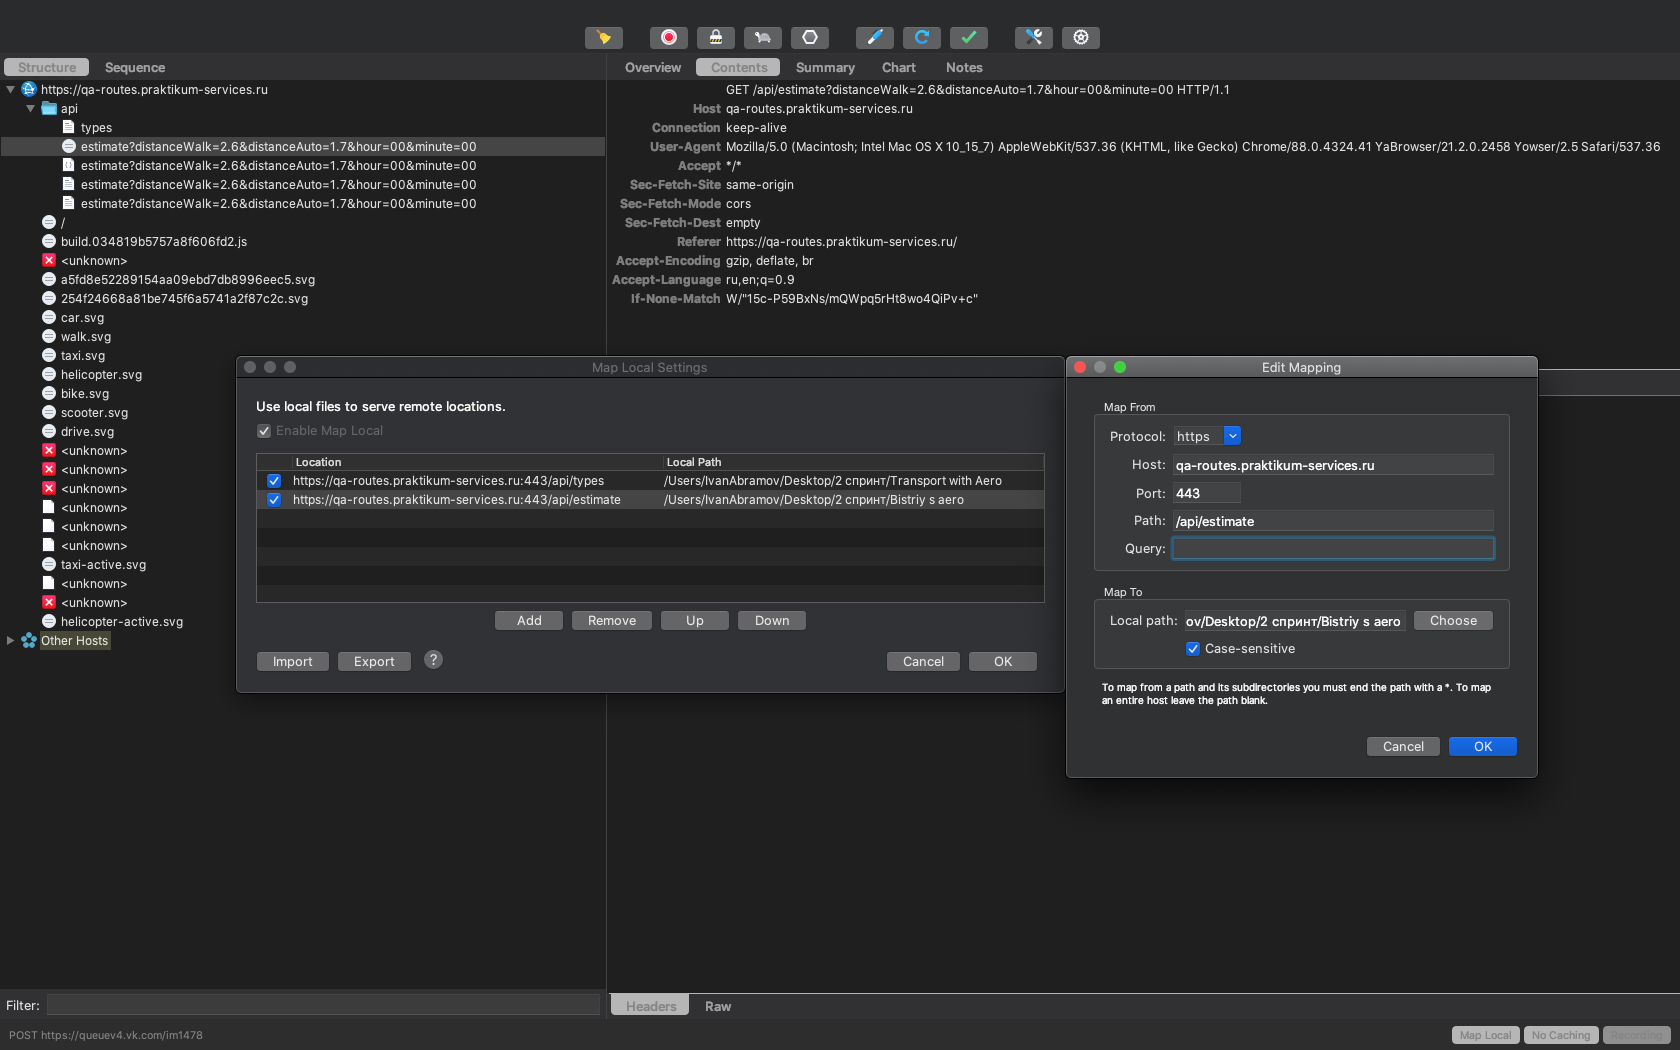 Structure
Sequence
https://qa-routes.praktikum-services.ru
api
types
estimate?distanceWalk=2.6&distanceAuto=1.7&hour=00&minute=00
estimate?distanceWalk=2.6&distanceAuto=1.7&hour=00&minute=00
estimate?distanceWalk=2.6&distanceAuto=1.7&hour=00&minute=00
estimate?distanceWalk=2.6&distanceAuto=1.7&hour=00&minute=00
/
build.034819b5757a8f606fd2.js
<unknown>
a5fd8e52289154aa09ebd7db8996eec5.svg
254f24668a81be745f6a5741a2f87c2c.svg
car.svg
walk.svg
taxi.svg
helicopter.svg
bike.svg
scooter.svg
drive.svg
<unknown>
<unknown>
<unknown>
<unknown>
<unknown>
<unknown>
taxi-active.svg
<unknown>
<unknown>
helicopter-active.svg
Other Hosts
Overview
Contents
Summary
Chart
Notes
GET /api/estimate?distanceWalk=2.6&distanceAuto=1.7&hour=00&minute=00 HTTP/1.1
Host qa-routes.praktikum-services.ru
Connection keep-alive
User-Agent Mozilla/5.0 (Macintosh; Intel Mac OS X 10_15_7) AppleWebKit/537.36 (KHTML, like Gecko) Chrome/88.0.4324.41 YaBrowser/21.2.0.2458 Yowser/2.5 Safari/537.36
Accept */*
Sec-Fetch-Site same-origin
Sec-Fetch-Mode cors
Sec-Fetch-Dest empty
Referer https://qa-routes.praktikum-services.ru/
Accept-Encoding gzip, deflate, br
Accept-Language ru,en;q=0.9
If-None-Match W/"15c-P59BxNs/mQWpq5rHt8wo4QiPv+c"
Map Local Settings
Use local files to serve remote locations.
Enable Map Local
Location Local Path
https://qa-routes.praktikum-services.ru:443/api/types /Users/IvanAbramov/Desktop/2 спринт/Transport with Aero
https://qa-routes.praktikum-services.ru:443/api/estimate /Users/IvanAbramov/Desktop/2 спринт/Bistriy s aero
Add
Remove
Up
Down
Import
Export
?
Cancel
OK
Edit Mapping
Map From
Protocol: https
Host: qa-routes.praktikum-services.ru
Port: 443
Path: /api/estimate
Query:
Map To
Local path: ov/Desktop/2 спринт/Bistriy s aero
Choose
Case-sensitive
To map from a path and its subdirectories you must end the path with a *. To map
an entire host leave the path blank.
Cancel
OK
Filter:
Headers
Raw
POST https://queuev4.vk.com/im1478
Map Local
No Caching
Recording